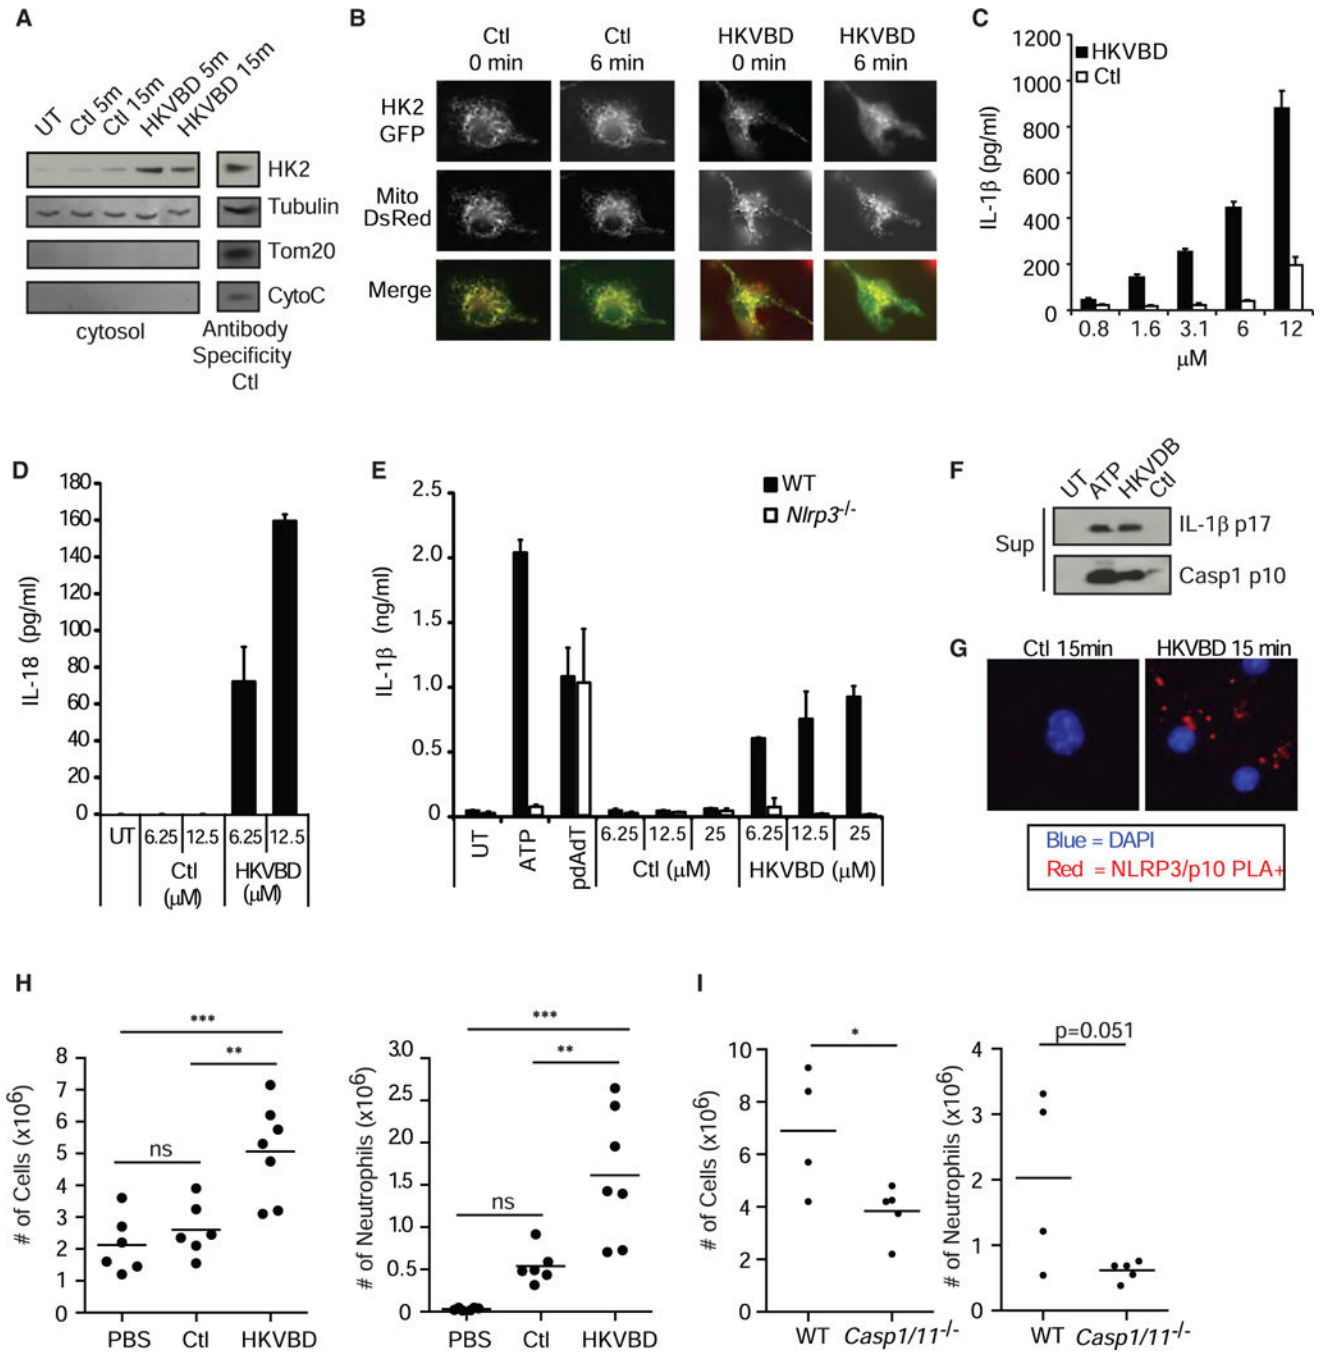 A
UT
Ctl 5m
Ctl 15m
HKVBD 5m
HKVBD 15m
HK2
Tubulin
Tom20
CytoC
cytosol
Antibody
Specificity
Ctl
B
Ctl
0 min
Ctl
6 min
HKVBD
0 min
HKVBD
6 min
HK2
GFP
Mito
DsRed
Merge
C
1200
1000
800
600
400
200
0
IL-1β (pg/ml)
HKVBD
Ctl
0.8 1.6 3.1 6 12
μM
D
180
160
140
120
100
80
60
40
20
0
IL-18 (pg/ml)
UT 6.25 12.5 6.25 12.5
Ctl
(μM)
HKVBD
(μM)
E
2.5
2.0
1.5
1.0
0.5
0
IL-1β (ng/ml)
WT
Nlrp3-/-
UT
ATP
pdAdT
6.25 12.5 25 6.25 12.5 25
Ctl (μM) HKVBD (μM)
F
UT
ATP
HKVDB
Ctl
Sup
IL-1β p17
Casp1 p10
G
Ctl 15min
HKVBD 15 min
Blue = DAPI
Red = NLRP3/p10 PLA+
H
***
**
ns
8
7
6
5
4
3
2
1
0
# of Cells (x10^6)
PBS Ctl HKVBD
***
**
ns
3.0
2.5
1.5
1.0
0.5
0
# of Neutrophils (x10^6)
PBS Ctl HKVBD
I
*
10
8
6
4
2
0
# of Cells (x10^6)
WT Casp1/11-/-
p=0.051
4
3
2
1
0
# of Neutrophils (x10^6)
WT Casp1/11-/-